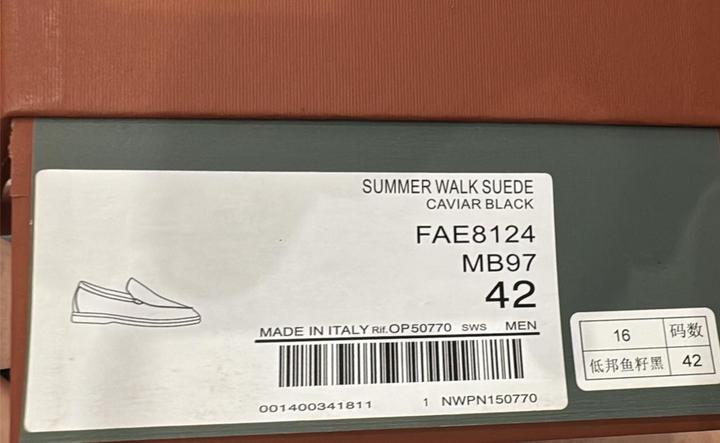 SUMMER WALK SUEDE
CAVIAR BLACK
FAE8124
MB97
42
MADE IN ITALY Rif.OP50770 SWS MEN
001400341811 1 NWPN150770
16 码数
低邦鱼籽黑 42